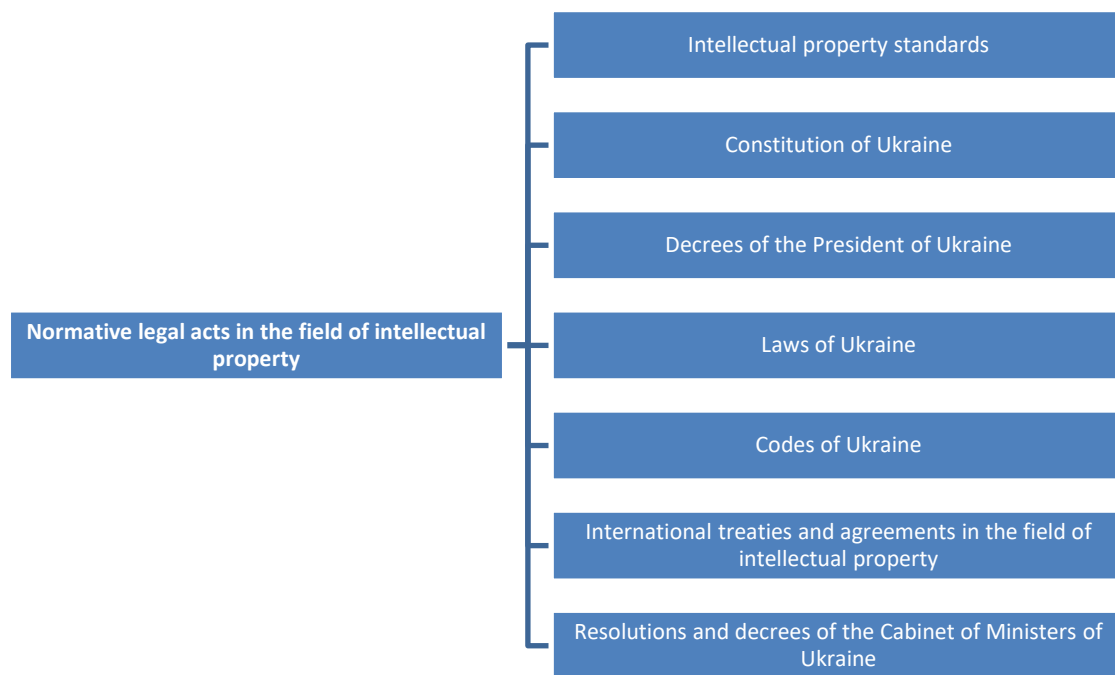 Intellectual property standards
Constitution of Ukraine
Decrees of the President of Ukraine
Normative legal acts in the field of intellectual
property
Laws of Ukraine
Codes of Ukraine
International treaties and agreements in the field of
intellectual property
Resolutions and decrees of the Cabinet of Ministers of
Ukraine